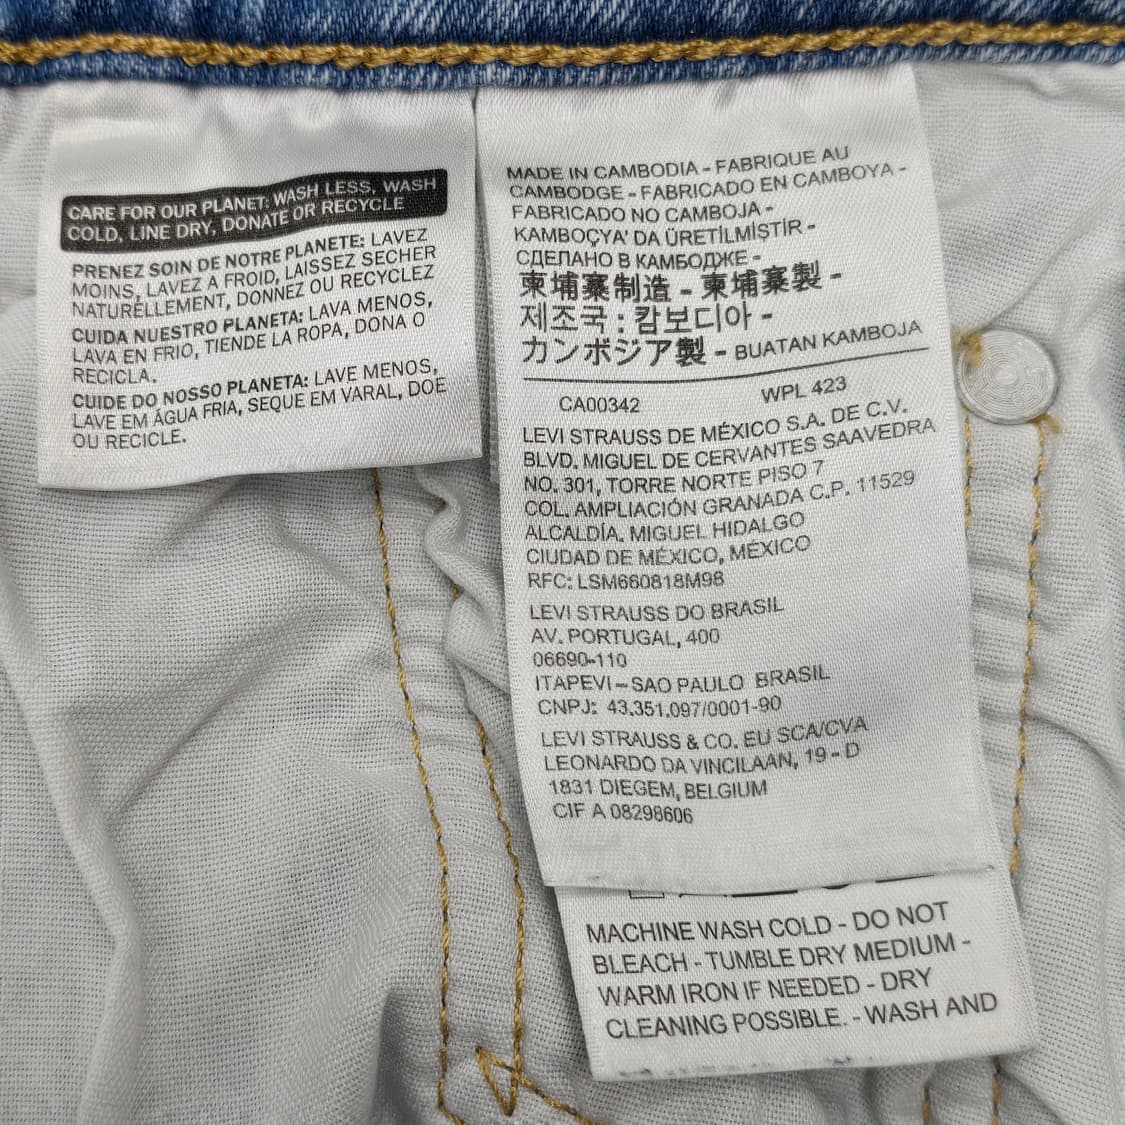 CARE FOR OUR PLANET: WASH LESS, WASH
COLD, LINE DRY, DONATE OR RECYCLE
PRENEZ SOIN DE NOTRE PLANETE: LAVEZ
MOINS, LAVEZ A FROID, LAISSEZ SECHER
NATURELLEMENT, DONNEZ OU RECYCLEZ
CUIDA NUESTRO PLANETA: LAVA MENOS,
LAVA EN FRIO, TIENDE LA ROPA, DONA O
RECICLA.
CUIDE DO NOSSO PLANETA: LAVE MENOS,
LAVE EM ÁGUA FRIA, SEQUE EM VARAL, DOE
OU RECICLE.
MADE IN CAMBODIA - FABRIQUE AU
CAMBODGE - FABRICADO EN CAMBOYA -
FABRICADO NO CAMBOJA -
KAMBOÇYA' DA ÜRETİLMİŞTİR -
СДЕЛАНО В КАМБОДЖЕ -
柬埔寨制造 - 柬埔寨製 -
제조국 : 캄보디아 -
カンボジア製 - BUATAN KAMBOJA
CA00342 WPL 423
LEVI STRAUSS DE MÉXICO S.A. DE C.V.
BLVD. MIGUEL DE CERVANTES SAAVEDRA
NO. 301, TORRE NORTE PISO 7
COL. AMPLIACIÓN GRANADA C.P. 11529
ALCALDÍA. MIGUEL HIDALGO
CIUDAD DE MÉXICO, MÉXICO
RFC: LSM660818M98
LEVI STRAUSS DO BRASIL
AV. PORTUGAL, 400
06690-110
ITAPEVI - SAO PAULO BRASIL
CNPJ: 43.351.097/0001-90
LEVI STRAUSS & CO. EU SCA/CVA
LEONARDO DA VINCILAAN, 19 - D
1831 DIEGEM, BELGIUM
CIF A 08298606
MACHINE WASH COLD - DO NOT
BLEACH - TUMBLE DRY MEDIUM -
WARM IRON IF NEEDED - DRY
CLEANING POSSIBLE. - WASH AND